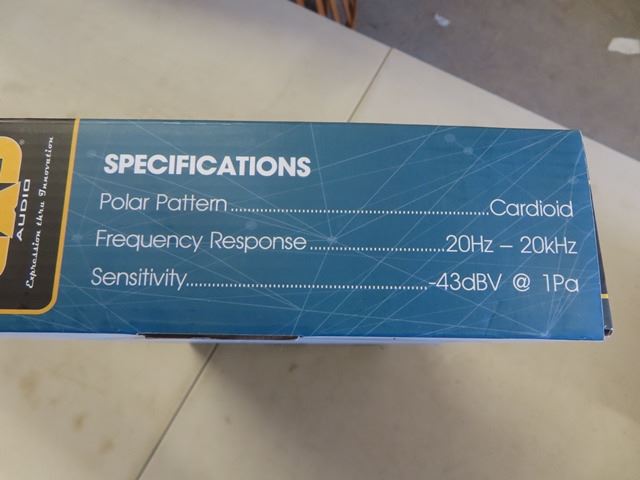 SPECIFICATIONS
Polar Pattern..................................................Cardioid
Frequency Response..........................20Hz – 20kHz
Sensitivity...............................................-43dBV @ 1Pa
AUDIO
Expression thru Innovation